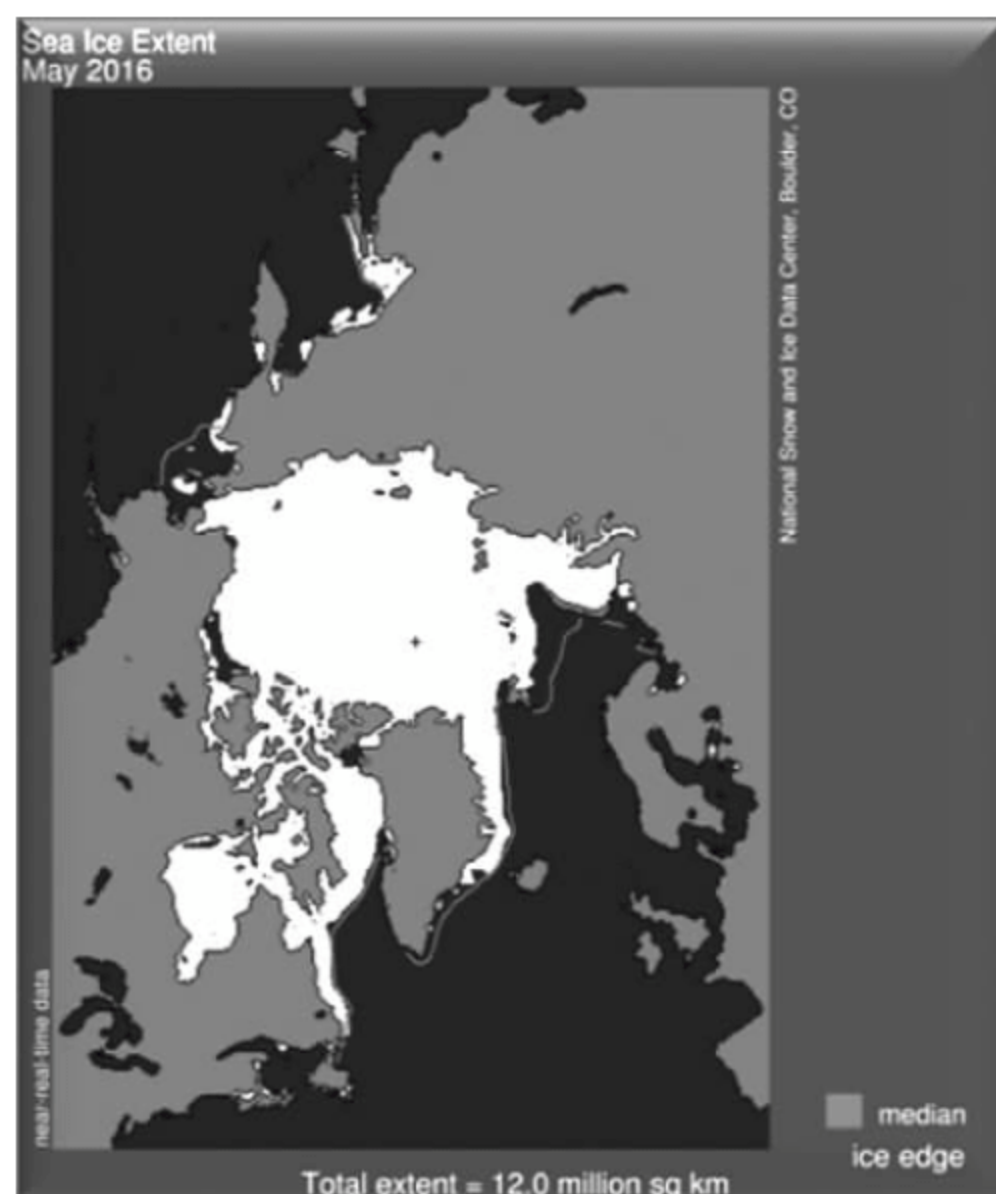 Sea Ice Extent
May 2016
National Snow and Ice Data Center, Boulder, CO
near-real-time data
median
ice edge
Total extent = 12.0 million sq km